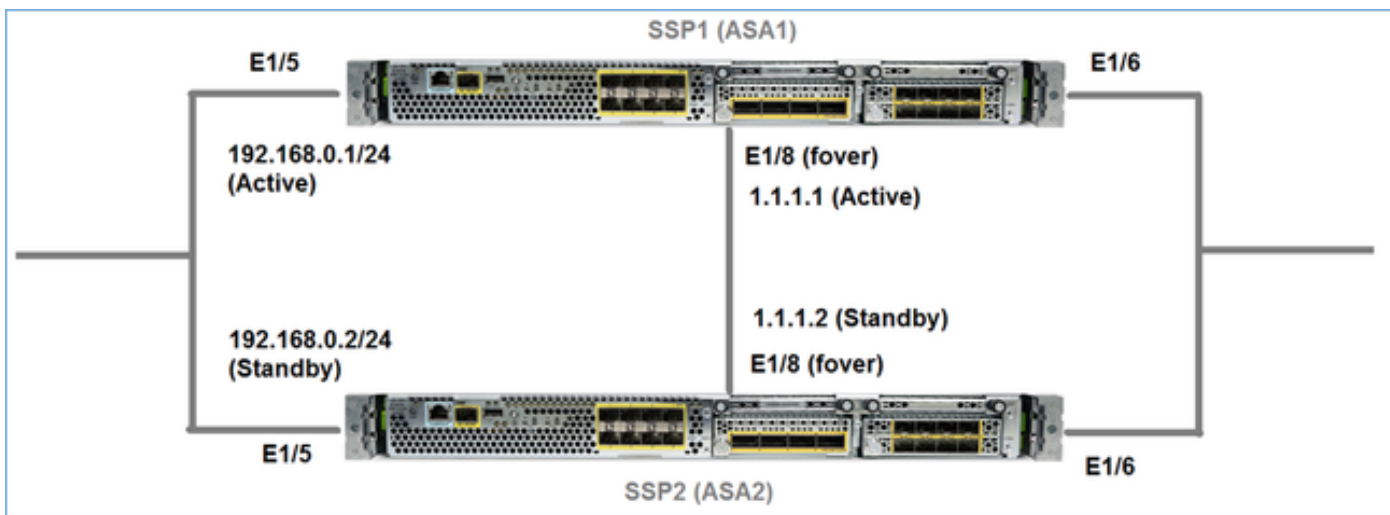 SSP1 (ASA1)
E1/5
E1/6
192.168.0.1/24
(Active)
E1/8 (fover)
1.1.1.1 (Active)
192.168.0.2/24
(Standby)
1.1.1.2 (Standby)
E1/8 (fover)
E1/5
E1/6
SSP2 (ASA2)